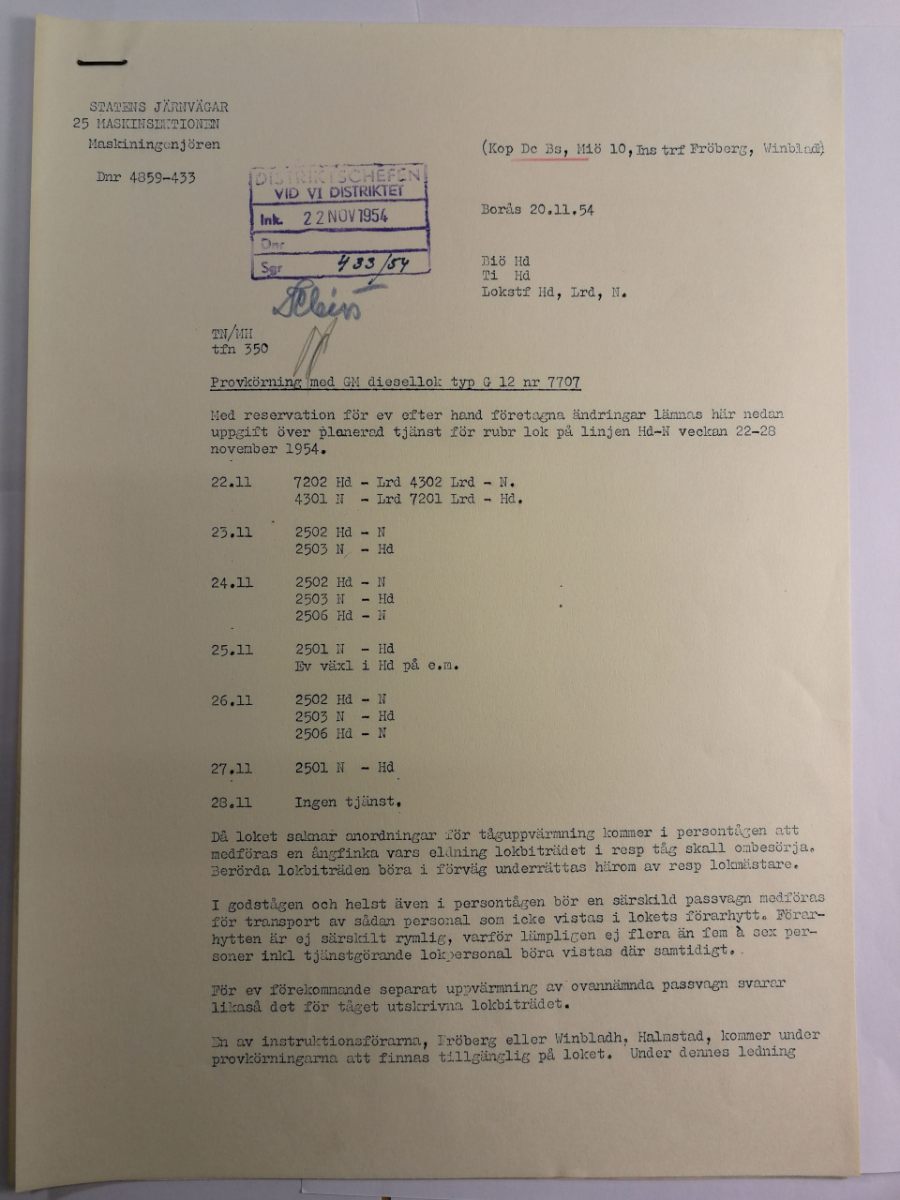 STATENS JÄRNVÄGAR
25 MASKINSEKTIONEN
Maskiningenjören
Dnr 4859-433
(Kop Dc Bs, Miö 10, Ins trf Fröberg, Winbladh)
DISTRIKTSCHEFEN
VID VI DISTRIKTET
Ink. 22 NOV 1954
Dnr
Sgr 433/54
Borås 20.11.54
Biö Hd
Ti Hd
Lokstf Hd, Lrd, N.
TN/MH
tfn 350
Provkörning med GM diesellok typ G 12 nr 7707
Med reservation för ev efter hand företagna ändringar lämnas här nedan
uppgift över planerad tjänst för rubr lok på linjen Hd-N veckan 22-28
november 1954.
22.11 7202 Hd - Lrd 4302 Lrd - N.
4301 N - Lrd 7201 Lrd - Hd.
23.11 2502 Hd - N
2503 N - Hd
24.11 2502 Hd - N
2503 N - Hd
2506 Hd - N
25.11 2501 N - Hd
Ev växl i Hd på e.m.
26.11 2502 Hd - N
2503 N - Hd
2506 Hd - N
27.11 2501 N - Hd
28.11 Ingen tjänst.
Då loket saknar anordningar för tåguppvärmning kommer i persontågen att
medföras en ångfinka vars eldning lokbiträdet i resp tåg skall ombesörja.
Berörda lokbiträden böra i förväg underrättas härom av resp lokmästare.
I godstågen och helst även i persontågen bör en särskild passvagn medföras
för transport av sådan personal som icke vistas i lokets förarhytt. Förar-
hytten är ej särskilt rymlig, varför lämpligen ej flera än fem à sex per-
soner inkl tjänstgörande lokpersonal böra vistas där samtidigt.
För ev förekommande separat uppvärmning av ovannämnda passvagn svarar
likaså det för tåget utskrivna lokbiträdet.
En av instruktionsförarna, Fröberg eller Winbladh, Halmstad, kommer under
provkörningarna att finnas tillgänglig på loket. Under dennes ledning